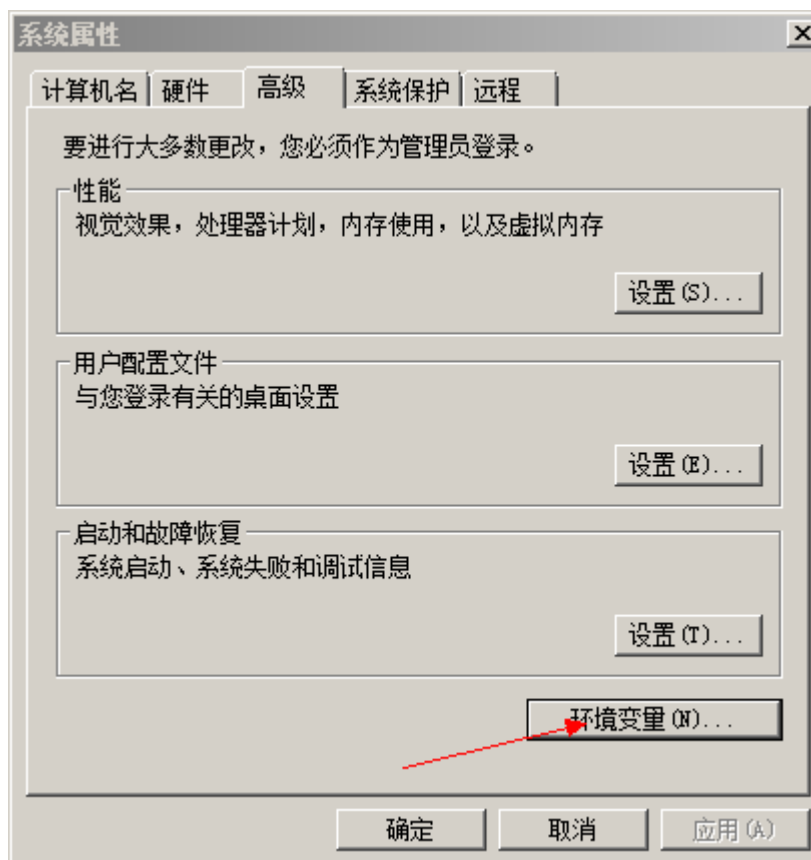 系统属性
计算机名 硬件 高级 系统保护 远程
要进行大多数更改，您必须作为管理员登录。
性能
视觉效果，处理器计划，内存使用，以及虚拟内存
设置(S)...
用户配置文件
与您登录有关的桌面设置
设置(E)...
启动和故障恢复
系统启动、系统失败和调试信息
设置(T)...
环境变量(N)...
确定 取消 应用(A)